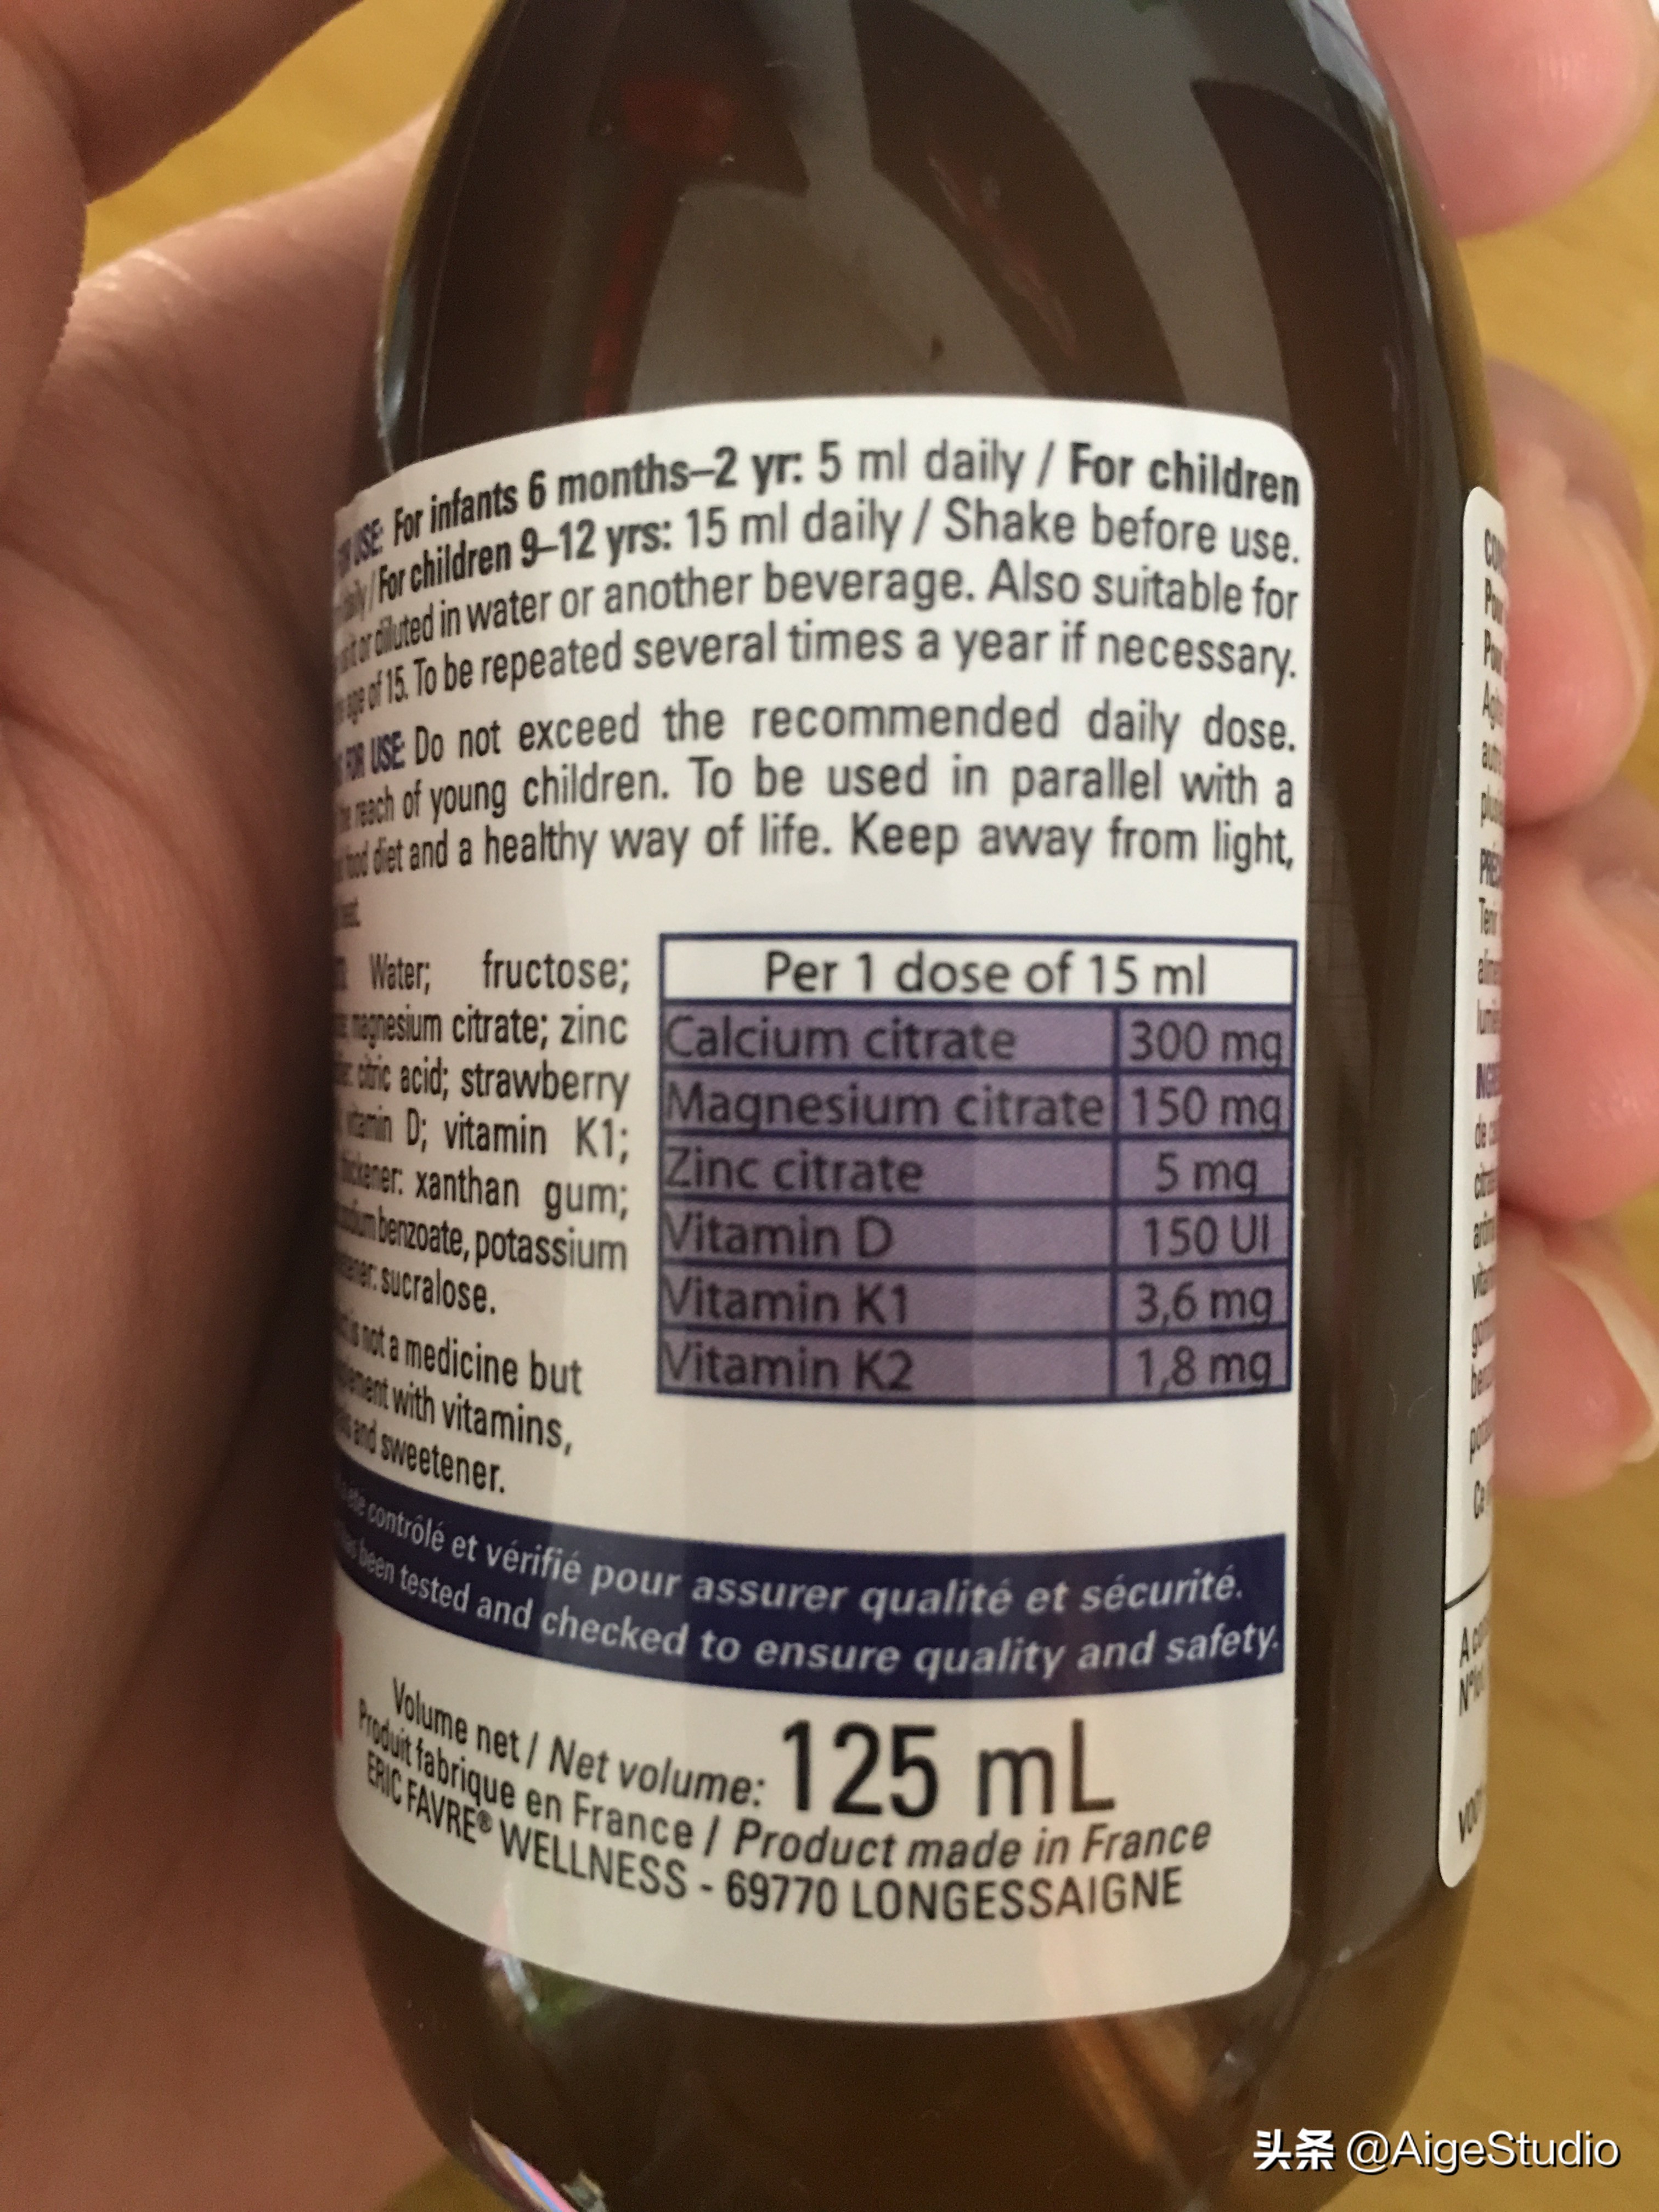 USE: For infants 6 months–2 yr: 5 ml daily / For children
daily / For children 9–12 yrs: 15 ml daily / Shake before use.
or diluted in water or another beverage. Also suitable for
age of 15. To be repeated several times a year if necessary.
FOR USE: Do not exceed the recommended daily dose.
the reach of young children. To be used in parallel with a
food diet and a healthy way of life. Keep away from light,
Water; fructose;
magnesium citrate; zinc
citric acid; strawberry
vitamin D; vitamin K1;
thickener: xanthan gum;
benzoate, potassium
sucralose.
is not a medicine but
with vitamins,
and sweetener.
Per 1 dose of 15 ml
Calcium citrate 300 mg
Magnesium citrate 150 mg
Zinc citrate 5 mg
Vitamin D 150 UI
Vitamin K1 3,6 mg
Vitamin K2 1,8 mg
été contrôlé et vérifié pour assurer qualité et sécurité.
has been tested and checked to ensure quality and safety.
Volume net / Net volume: 125 mL
Produit fabrique en France / Product made in France
ERIC FAVRE® WELLNESS - 69770 LONGESSAIGNE
头条 @AigeStudio